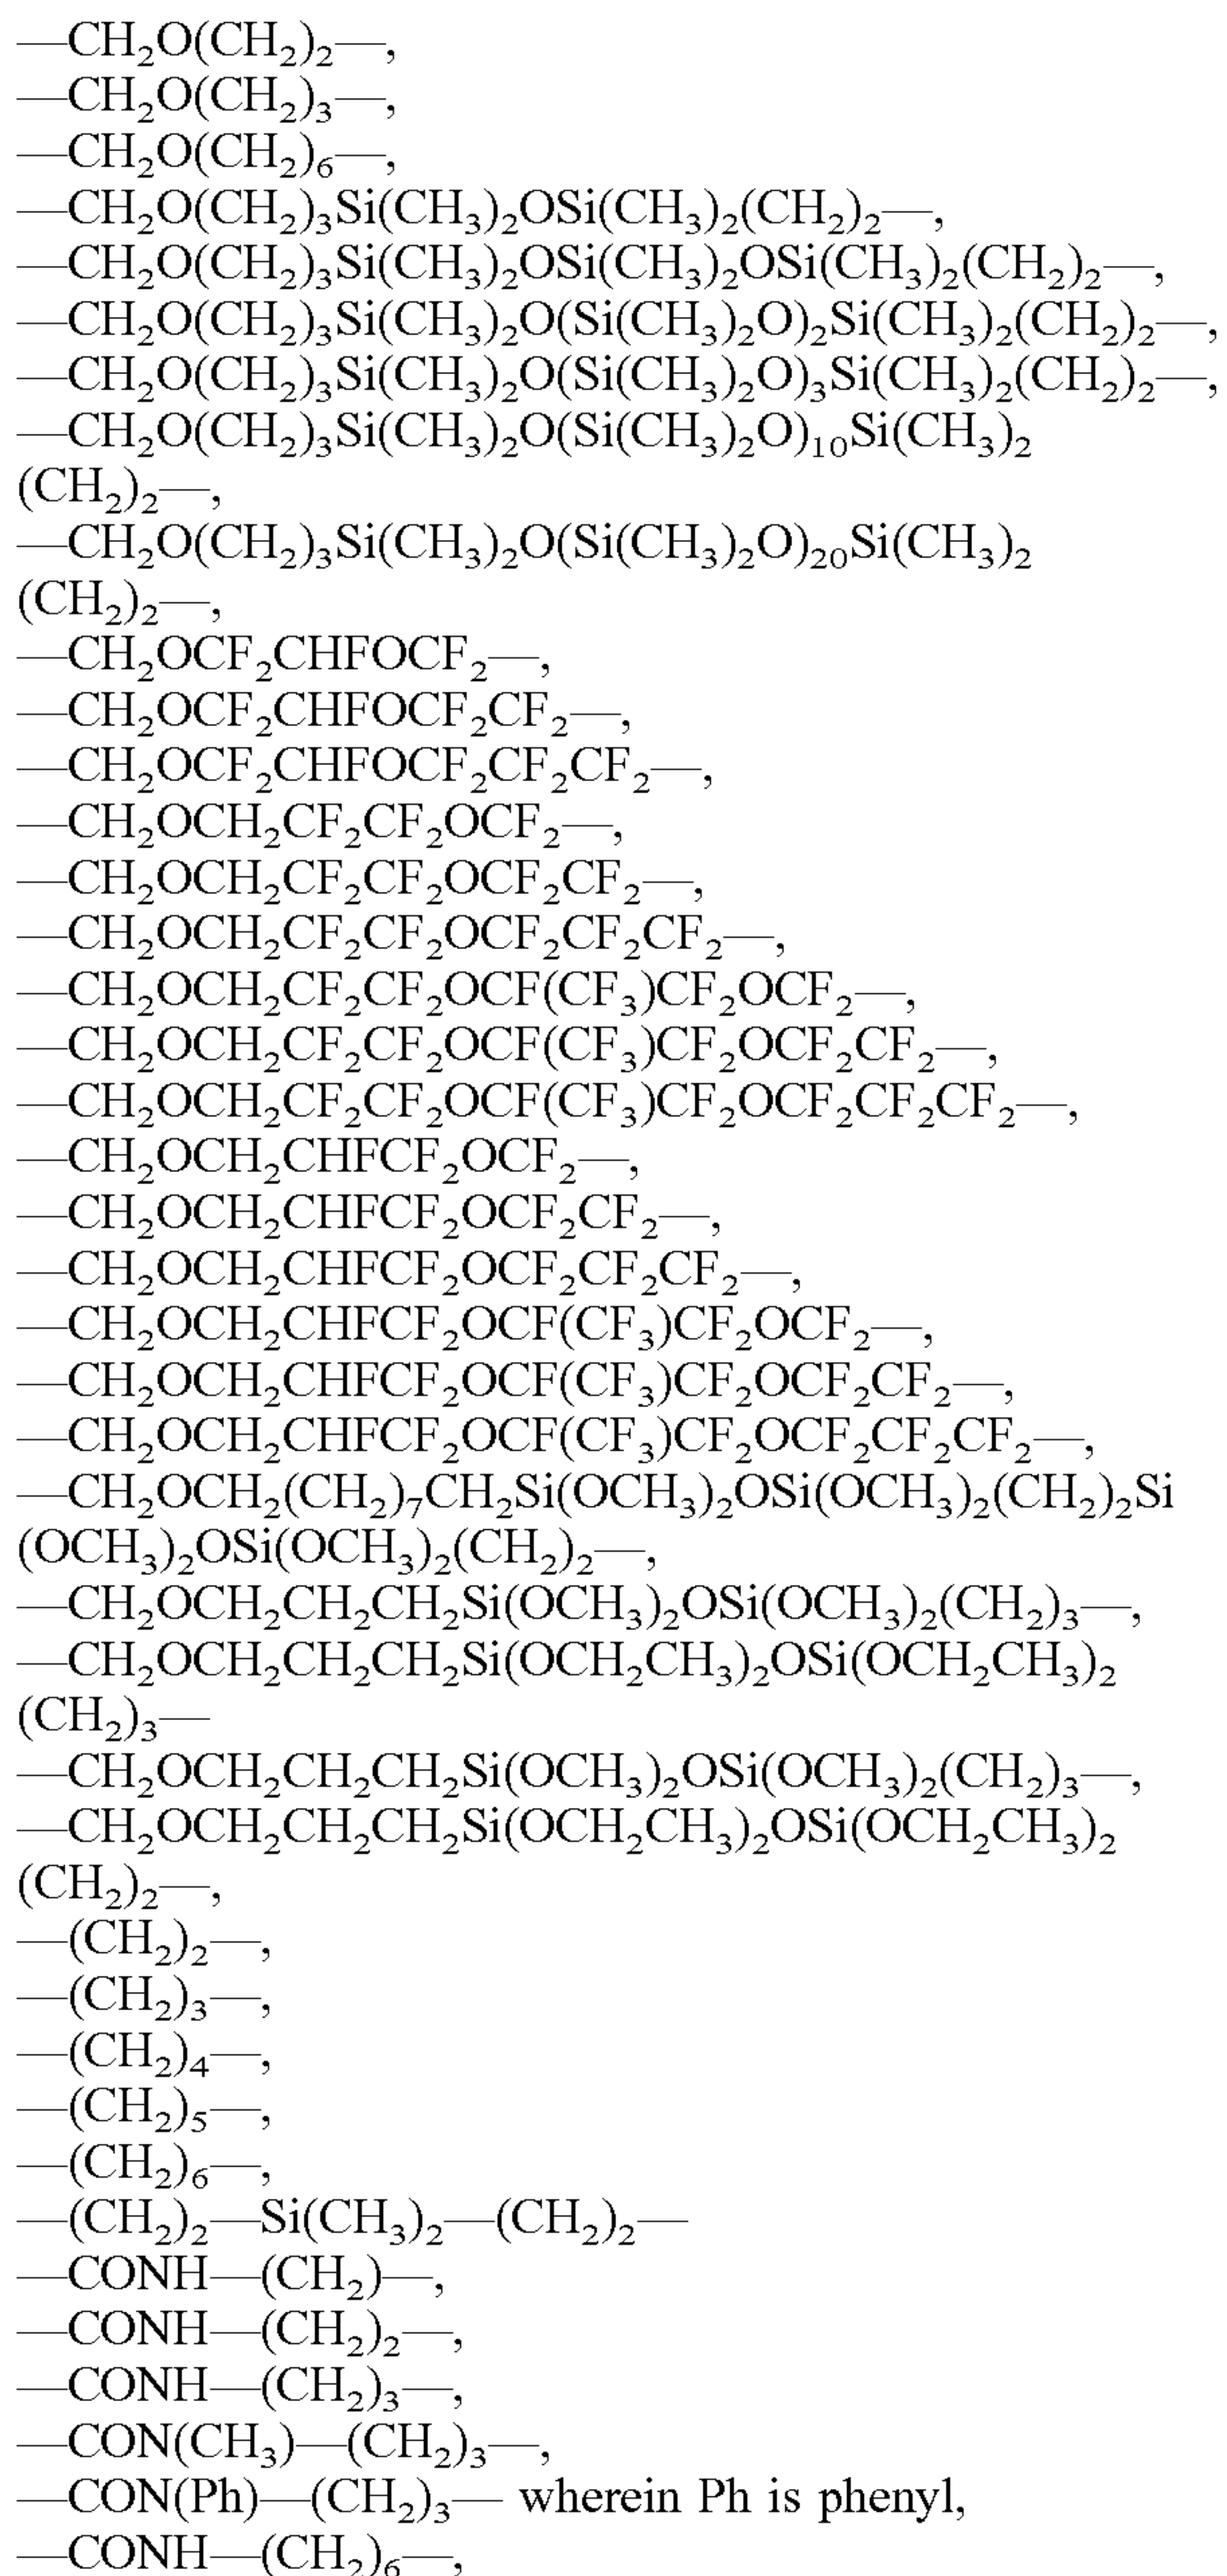 —CH₂O(CH₂)₂—,
—CH₂O(CH₂)₃—,
—CH₂O(CH₂)₆—,
—CH₂O(CH₂)₃Si(CH₃)₂OSi(CH₃)₂(CH₂)₂—,
—CH₂O(CH₂)₃Si(CH₃)₂OSi(CH₃)₂OSi(CH₃)₂(CH₂)₂—,
—CH₂O(CH₂)₃Si(CH₃)₂O(Si(CH₃)₂O)₂Si(CH₃)₂(CH₂)₂—,
—CH₂O(CH₂)₃Si(CH₃)₂O(Si(CH₃)₂O)₃Si(CH₃)₂(CH₂)₂—,
—CH₂O(CH₂)₃Si(CH₃)₂O(Si(CH₃)₂O)₁₀Si(CH₃)₂
(CH₂)₂—,
—CH₂O(CH₂)₃Si(CH₃)₂O(Si(CH₃)₂O)₂₀Si(CH₃)₂
(CH₂)₂—,
—CH₂OCF₂CHFOCF₂—,
—CH₂OCF₂CHFOCF₂CF₂—,
—CH₂OCF₂CHFOCF₂CF₂CF₂—,
—CH₂OCH₂CF₂CF₂OCF₂—,
—CH₂OCH₂CF₂CF₂OCF₂CF₂—,
—CH₂OCH₂CF₂CF₂OCF₂CF₂CF₂—,
—CH₂OCH₂CF₂CF₂OCF(CF₃)CF₂OCF₂—,
—CH₂OCH₂CF₂CF₂OCF(CF₃)CF₂OCF₂CF₂—,
—CH₂OCH₂CF₂CF₂OCF(CF₃)CF₂OCF₂CF₂CF₂—,
—CH₂OCH₂CHFCF₂OCF₂—,
—CH₂OCH₂CHFCF₂OCF₂CF₂—,
—CH₂OCH₂CHFCF₂OCF₂CF₂CF₂—,
—CH₂OCH₂CHFCF₂OCF(CF₃)CF₂OCF₂—,
—CH₂OCH₂CHFCF₂OCF(CF₃)CF₂OCF₂CF₂—,
—CH₂OCH₂CHFCF₂OCF(CF₃)CF₂OCF₂CF₂CF₂—,
—CH₂OCH₂(CH₂)₇CH₂Si(OCH₃)₂OSi(OCH₃)₂(CH₂)₂Si
(OCH₃)₂OSi(OCH₃)₂(CH₂)₂—,
—CH₂OCH₂CH₂CH₂Si(OCH₃)₂OSi(OCH₃)₂(CH₂)₃—,
—CH₂OCH₂CH₂CH₂Si(OCH₂CH₃)₂OSi(OCH₂CH₃)₂
(CH₂)₃—
—CH₂OCH₂CH₂CH₂Si(OCH₃)₂OSi(OCH₃)₂(CH₂)₃—,
—CH₂OCH₂CH₂CH₂Si(OCH₂CH₃)₂OSi(OCH₂CH₃)₂
(CH₂)₂—,
—(CH₂)₂—,
—(CH₂)₃—,
—(CH₂)₄—,
—(CH₂)₅—,
—(CH₂)₆—,
—(CH₂)₂—Si(CH₃)₂—(CH₂)₂—
—CONH—(CH₂)—,
—CONH—(CH₂)₂—,
—CONH—(CH₂)₃—,
—CON(CH₃)—(CH₂)₃—,
—CON(Ph)—(CH₂)₃— wherein Ph is phenyl,
—CONH—(CH₂)₆—,